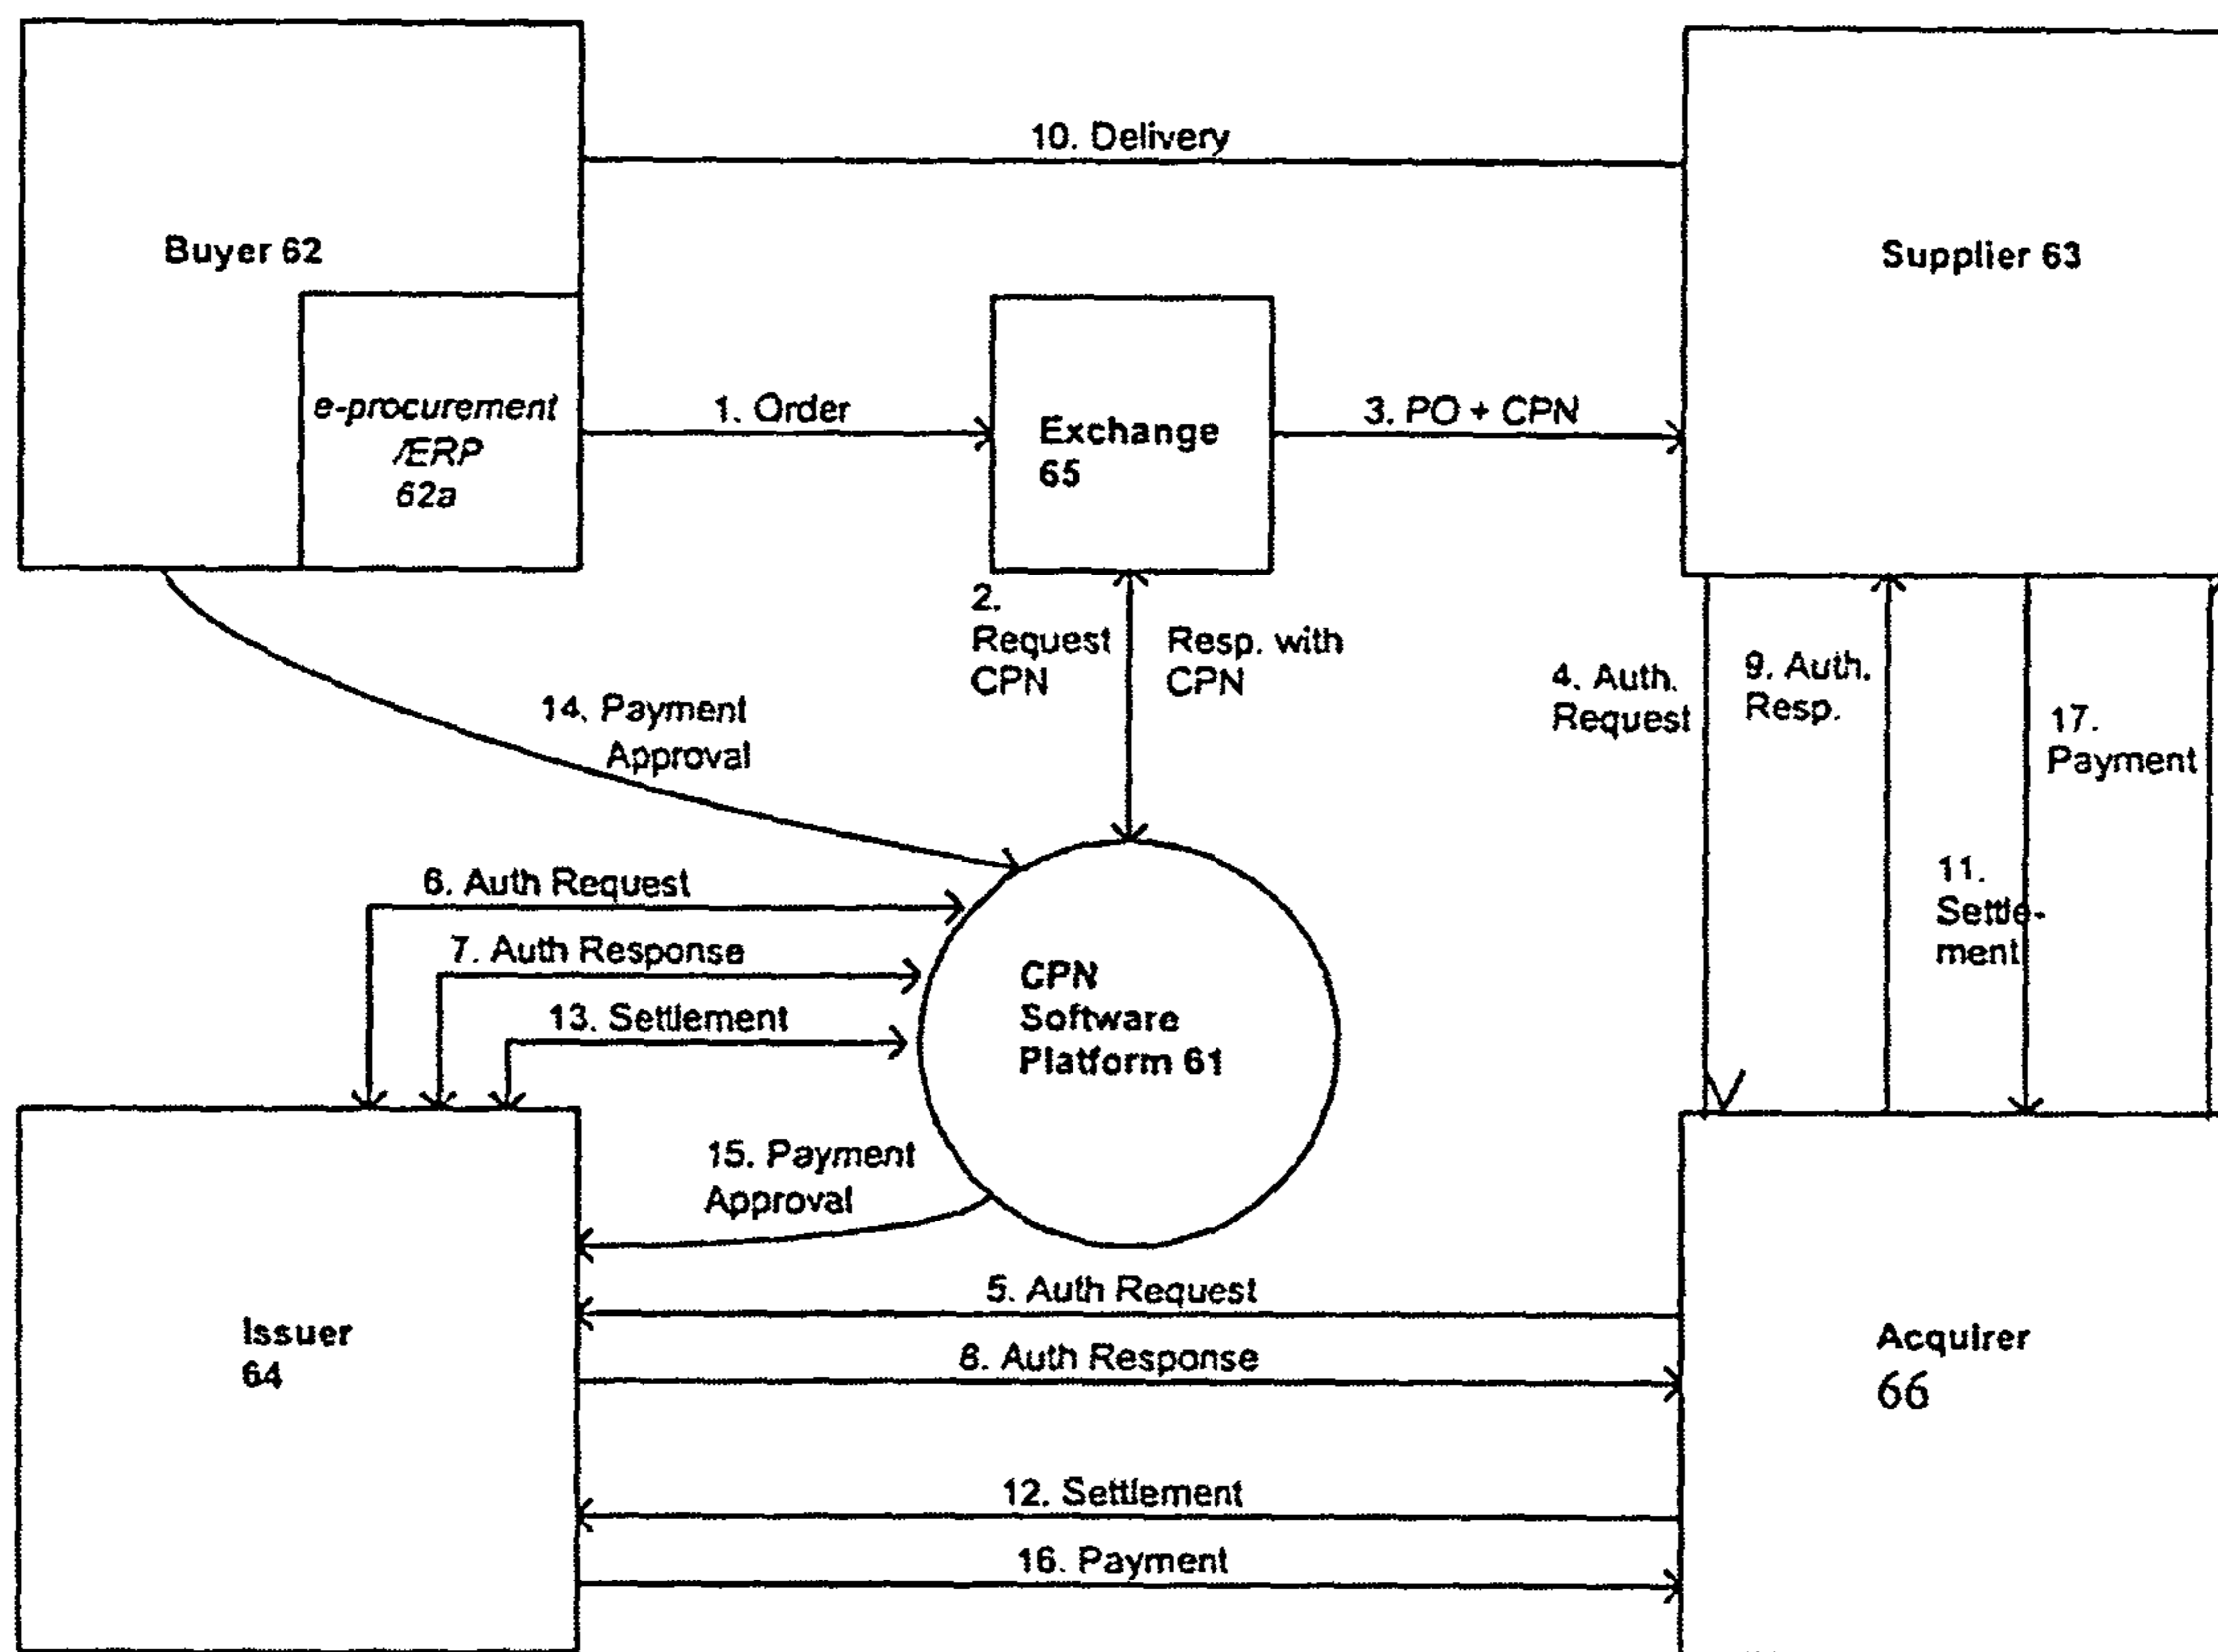 10. Delivery
Buyer 62
Supplier 63
e-procurement
/ERP
62a
1. Order
Exchange
65
3. PO + CPN
2.
Request
CPN
Resp. with
CPN
4. Auth.
Request
9. Auth.
Resp.
17.
Payment
14. Payment
Approval
11.
Settle-
ment
6. Auth Request
7. Auth Response
13. Settlement
CPN
Software
Platform 61
15. Payment
Approval
5. Auth Request
Issuer
64
8. Auth Response
Acquirer
66
12. Settlement
16. Payment